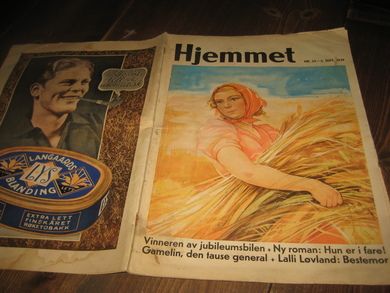 LANGAARDS
LYS
BLANDING
EXTRA LETT
FINSKÅRET
RØKETOBAKK
Hjemmet
Vinneren av jubileumsbilen • Ny roman: Hun er i fare!
Gamelin, den tause general • Lalli Løvland: Bestemor